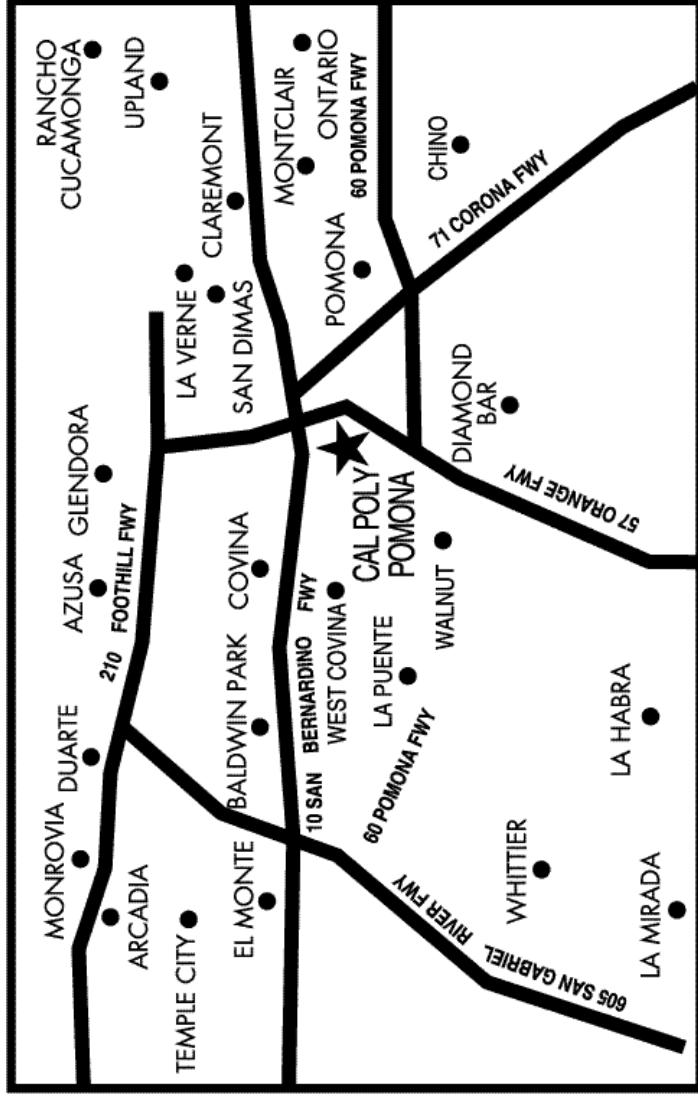 MONROVIA
DUARTE
AZUSA
GLENDORA
RANCHO
CUCAMONGA
UPLAND
ARCADIA
210 FOOTHILL FWY
LA VERNE
CLAREMONT
TEMPLE CITY
SAN DIMAS
EL MONTE
BALDWIN PARK
COVINA
MONTCLAIR
ONTARIO
10 SAN BERNARDINO FWY
WEST COVINA
CAL POLY
POMONA
POMONA
60 POMONA FWY
LA PUENTE
WALNUT
CHINO
71 CORONA FWY
60 POMONA FWY
DIAMOND
BAR
605 SAN GABRIEL RIVER FWY
57 ORANGE FWY
WHITTIER
LA HABRA
LA MIRADA